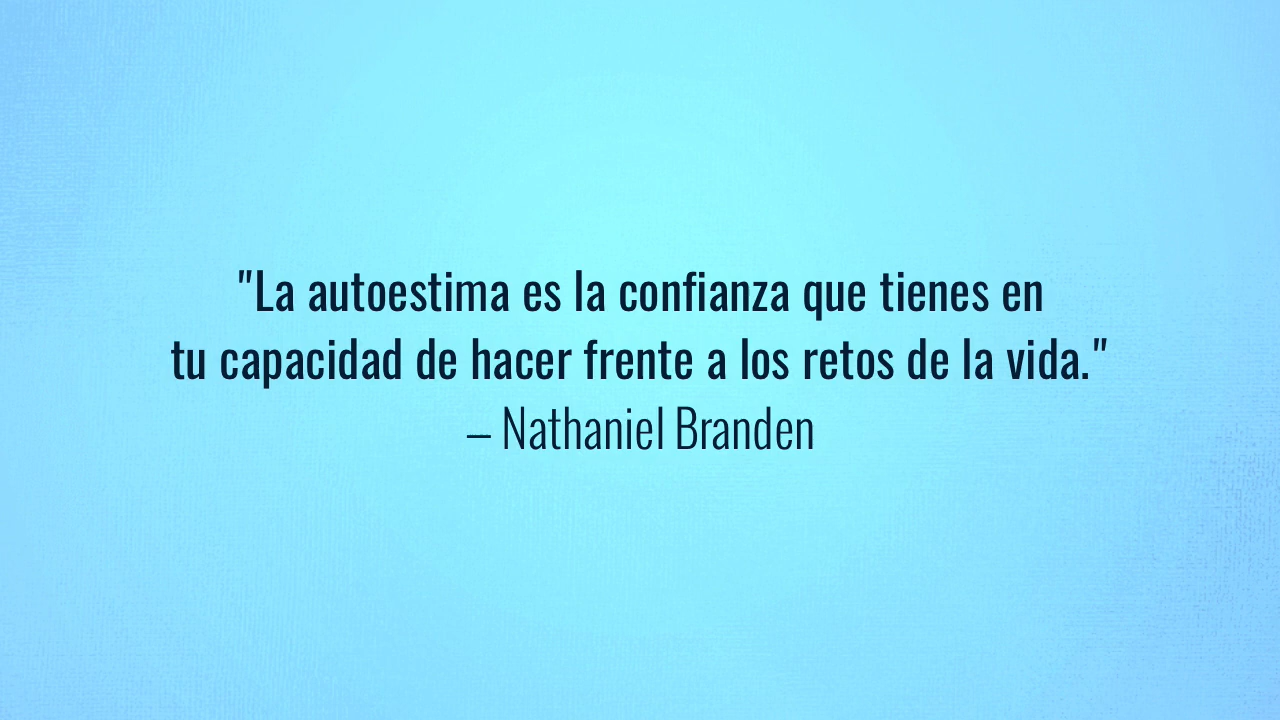 "La autoestima es la confianza que tienes en
tu capacidad de hacer frente a los retos de la vida."
– Nathaniel Branden